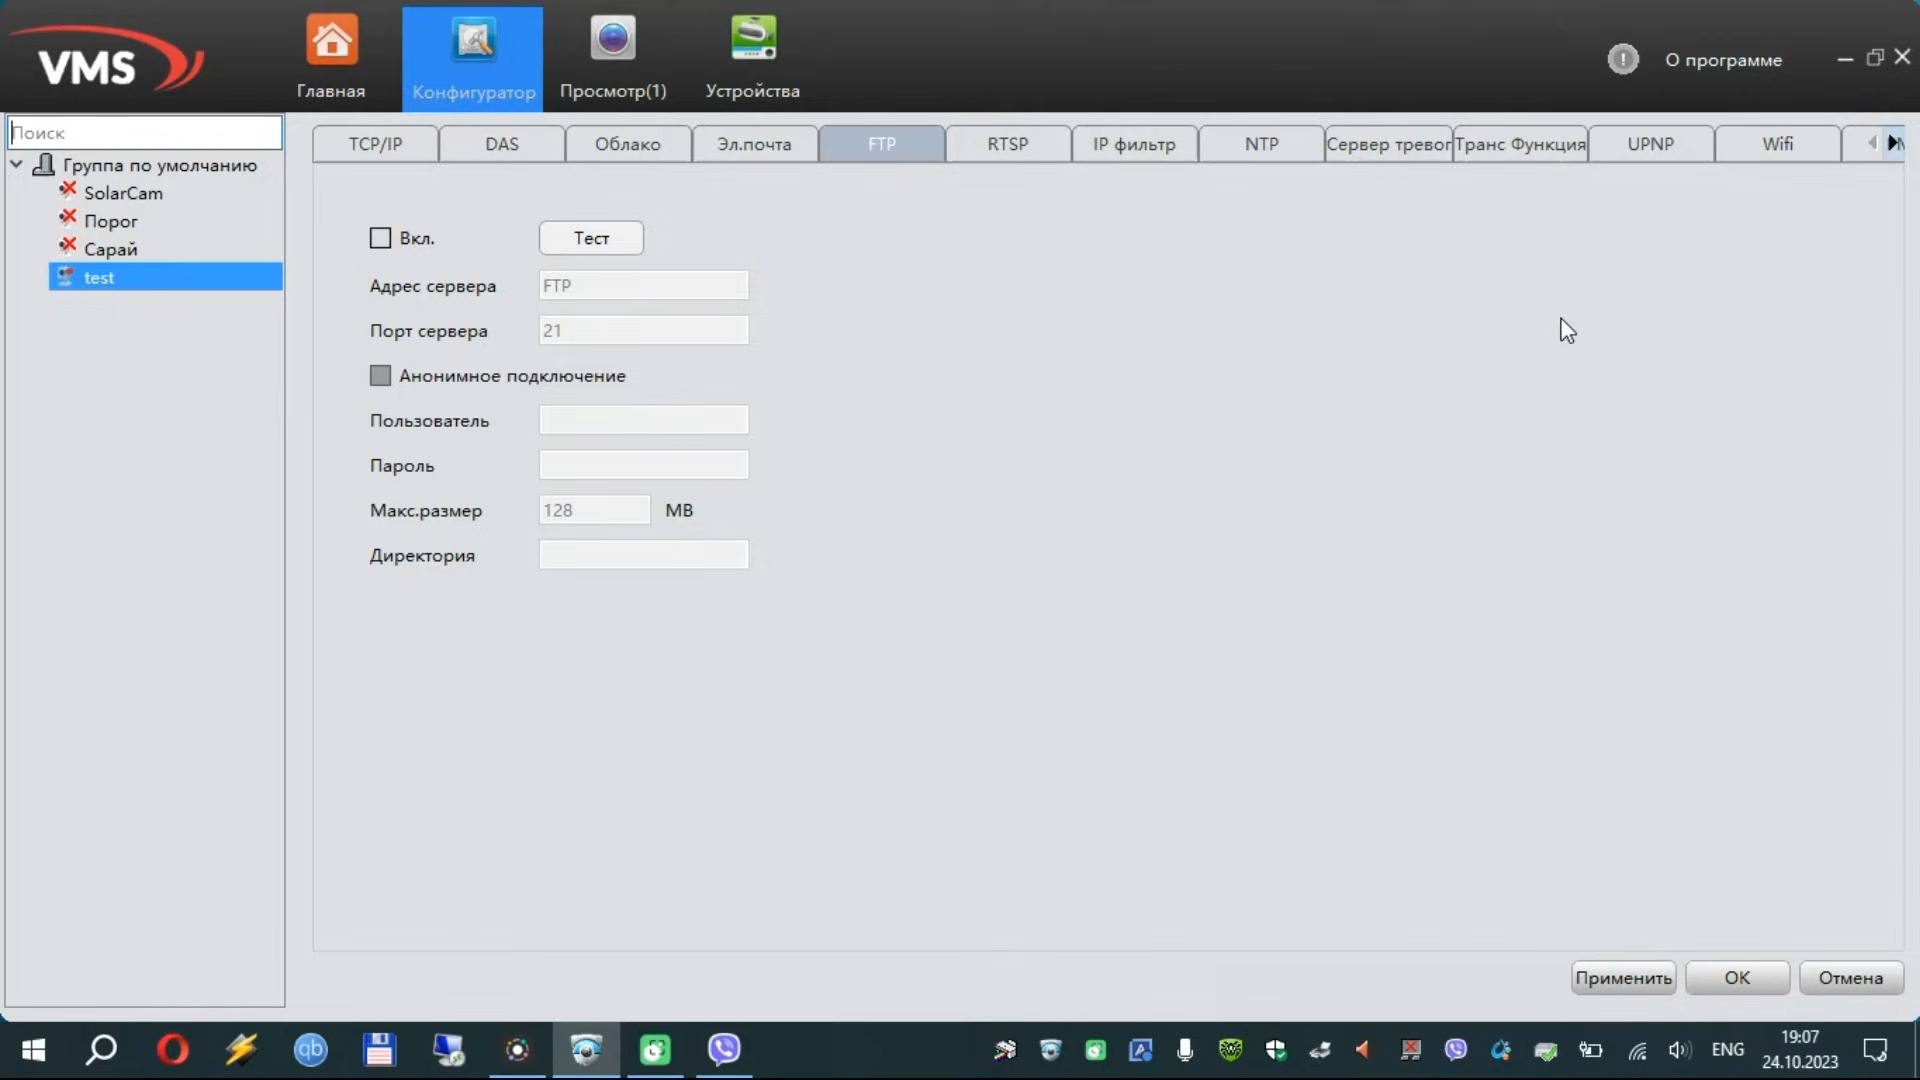 VMS
Главная
Конфигуратор
Просмотр(1)
Устройства
О программе
Поиск
Группа по умолчанию
SolarCam
Порог
Сарай
test
TCP/IP
DAS
Облако
Эл.почта
FTP
RTSP
IP фильтр
NTP
Сервер тревог
Транс Функция
UPNP
Wifi
Вкл.
Тест
Адрес сервера
FTP
Порт сервера
21
Анонимное подключение
Пользователь
Пароль
Макс.размер
128
MB
Директория
Применить
OK
Отмена
qb
ENG
19:07
24.10.2023